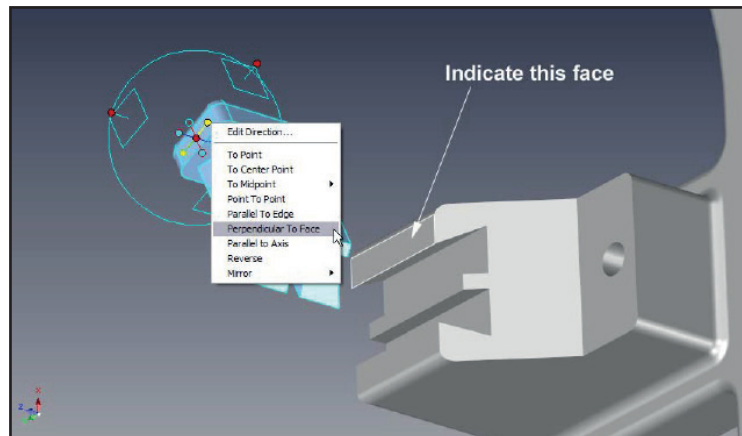 Indicate this face
Edit Direction...
To Point
To Center Point
To Midpoint
Point To Point
Parallel To Edge
Perpendicular To Face
Parallel to Axis
Reverse
Mirror
X
Z